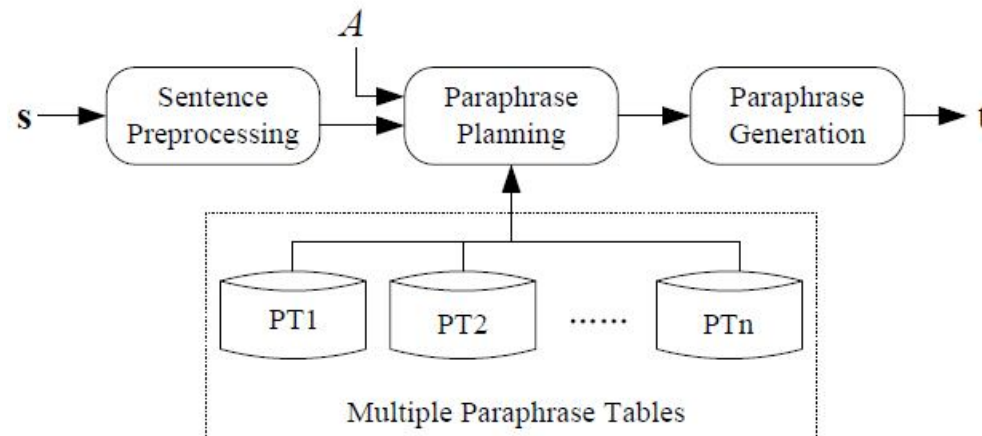 A
s
Sentence
Preprocessing
Paraphrase
Planning
Paraphrase
Generation
t
PT1
PT2
......
PTn
Multiple Paraphrase Tables